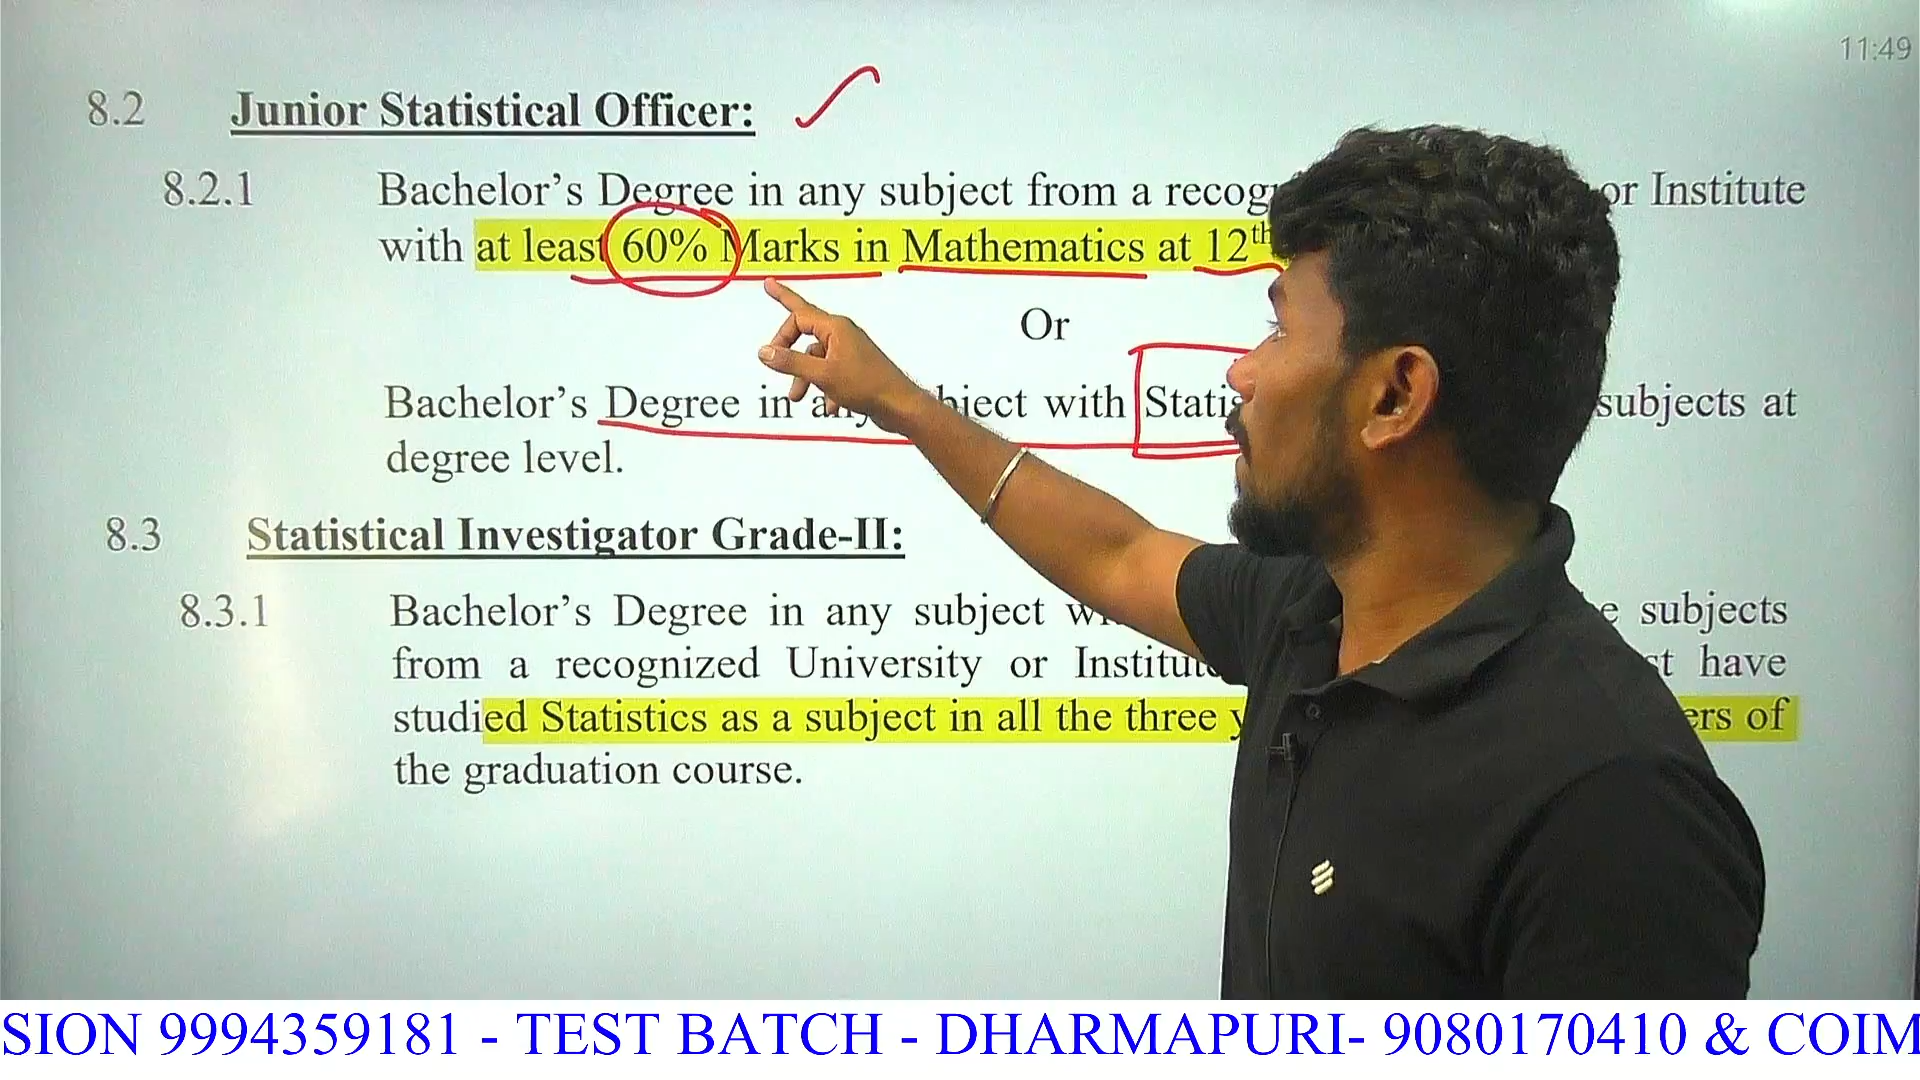 11:49
8.2 Junior Statistical Officer:
8.2.1 Bachelor's Degree in any subject from a or Institute
with at least 60% Marks in Mathematics at 12th
Or
Bachelor's Degree in subject with subjects at
degree level.
8.3 Statistical Investigator Grade-II:
8.3.1 Bachelor's Degree in any subject subjects
from a recognized University or have
studied Statistics as a subject in all the three of
the graduation course.
SION 9994359181 - TEST BATCH - DHARMAPURI- 9080170410 & COIM